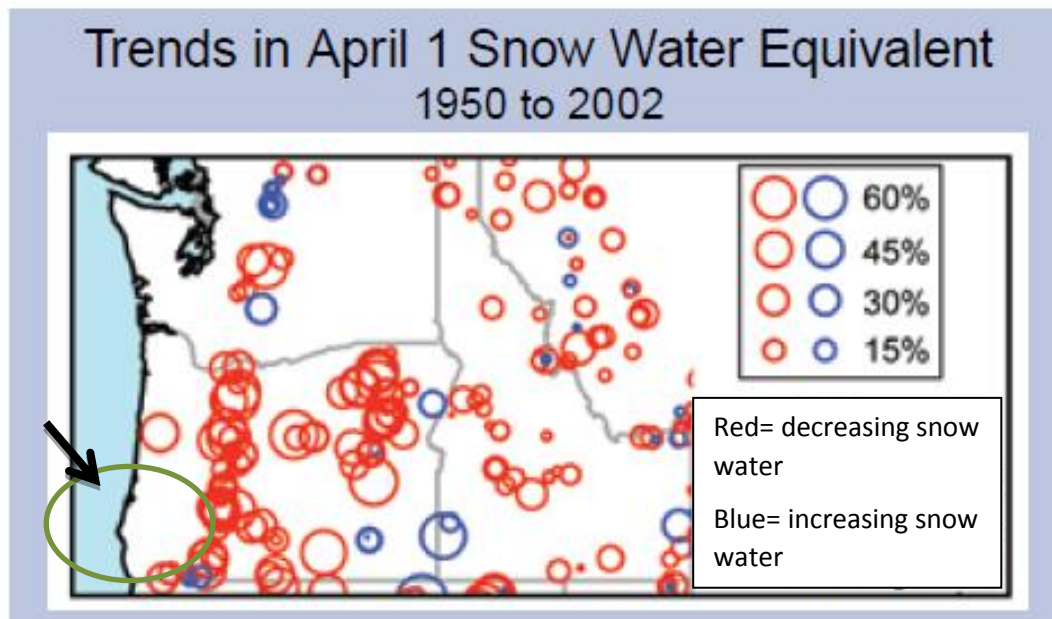 Trends in April 1 Snow Water Equivalent
1950 to 2002
60%
45%
30%
15%
Red= decreasing snow
water
Blue= increasing snow
water